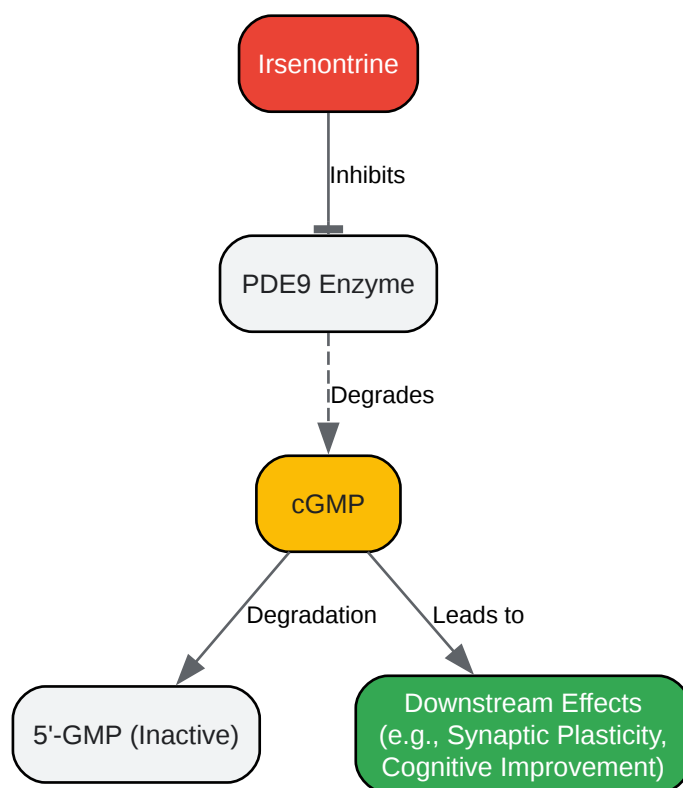 Irsenontrine
Inhibits
PDE9 Enzyme
Degrades
cGMP
Degradation
Leads to
5'-GMP (Inactive)
Downstream Effects
(e.g., Synaptic Plasticity,
Cognitive Improvement)